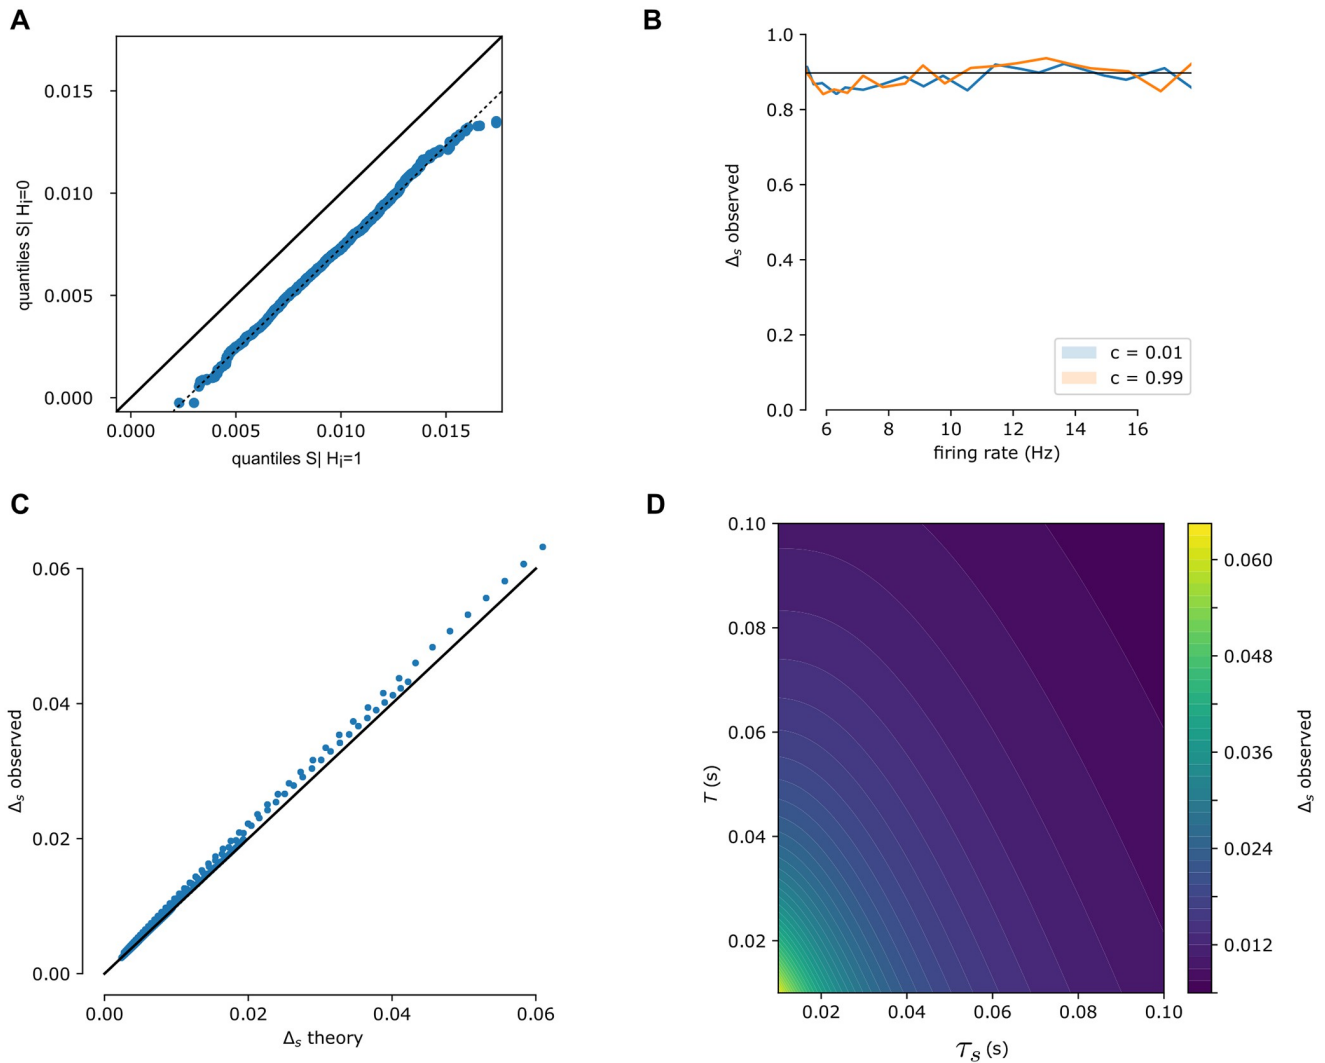 A
quantiles S| Hi=0
0.015
0.010
0.005
0.000
0.000 0.005 0.010 0.015
quantiles S| Hi=1
B
Δs observed
1.0
0.8
0.6
0.4
0.2
0.0
c = 0.01
c = 0.99
6 8 10 12 14 16
firing rate (Hz)
C
Δs observed
0.06
0.04
0.02
0.00
0.00 0.02 0.04 0.06
Δs theory
D
T (s)
0.10
0.08
0.06
0.04
0.02
0.02 0.04 0.06 0.08 0.10
τs (s)
0.060
0.048
0.036
0.024
0.012
Δs observed